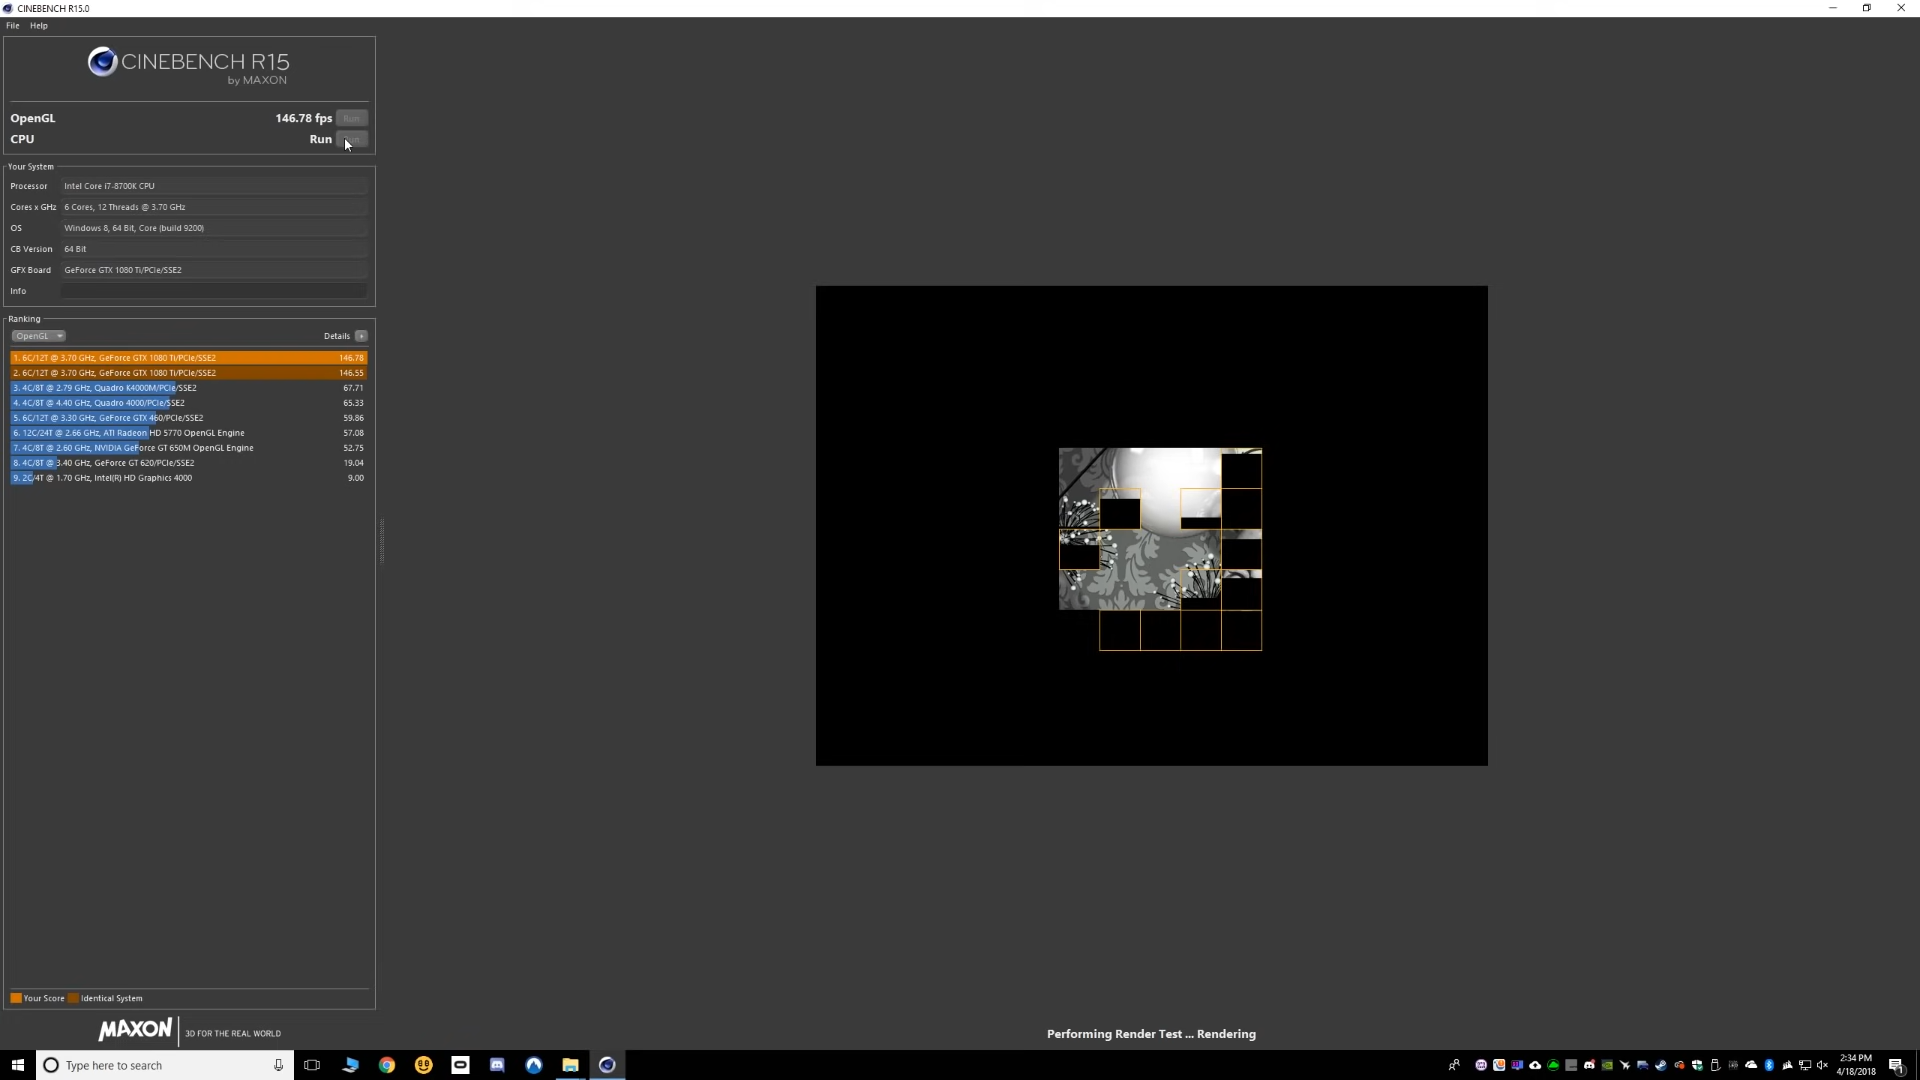 CINEBENCH R15.0
File Help
CINEBENCH R15
by MAXON
OpenGL 146.78 fps Run
CPU Run
Your System
Processor Intel Core i7-8700K CPU
Cores x GHz 6 Cores, 12 Threads @ 3.70 GHz
OS Windows 8, 64 Bit, Core (build 9200)
CB Version 64 Bit
GFX Board GeForce GTX 1080 Ti/PCIe/SSE2
Info
Ranking
OpenGL Details +
1. 6C/12T @ 3.70 GHz, GeForce GTX 1080 Ti/PCIe/SSE2 146.78
2. 6C/12T @ 3.70 GHz, GeForce GTX 1080 Ti/PCIe/SSE2 146.55
3. 4C/8T @ 2.79 GHz, Quadro K4000M/PCIe/SSE2 67.71
4. 4C/8T @ 4.40 GHz, Quadro 4000/PCIe/SSE2 65.33
5. 6C/12T @ 3.30 GHz, GeForce GTX 460/PCIe/SSE2 59.86
6. 12C/24T @ 2.66 GHz, ATI Radeon HD 5770 OpenGL Engine 57.08
7. 4C/8T @ 2.60 GHz, NVIDIA GeForce GT 650M OpenGL Engine 52.75
8. 4C/8T @ 3.40 GHz, GeForce GT 620/PCIe/SSE2 19.04
9. 2C/4T @ 1.70 GHz, Intel(R) HD Graphics 4000 9.00
Your Score Identical System
MAXON 3D FOR THE REAL WORLD
Performing Render Test ... Rendering
Type here to search
2:34 PM
4/18/2018